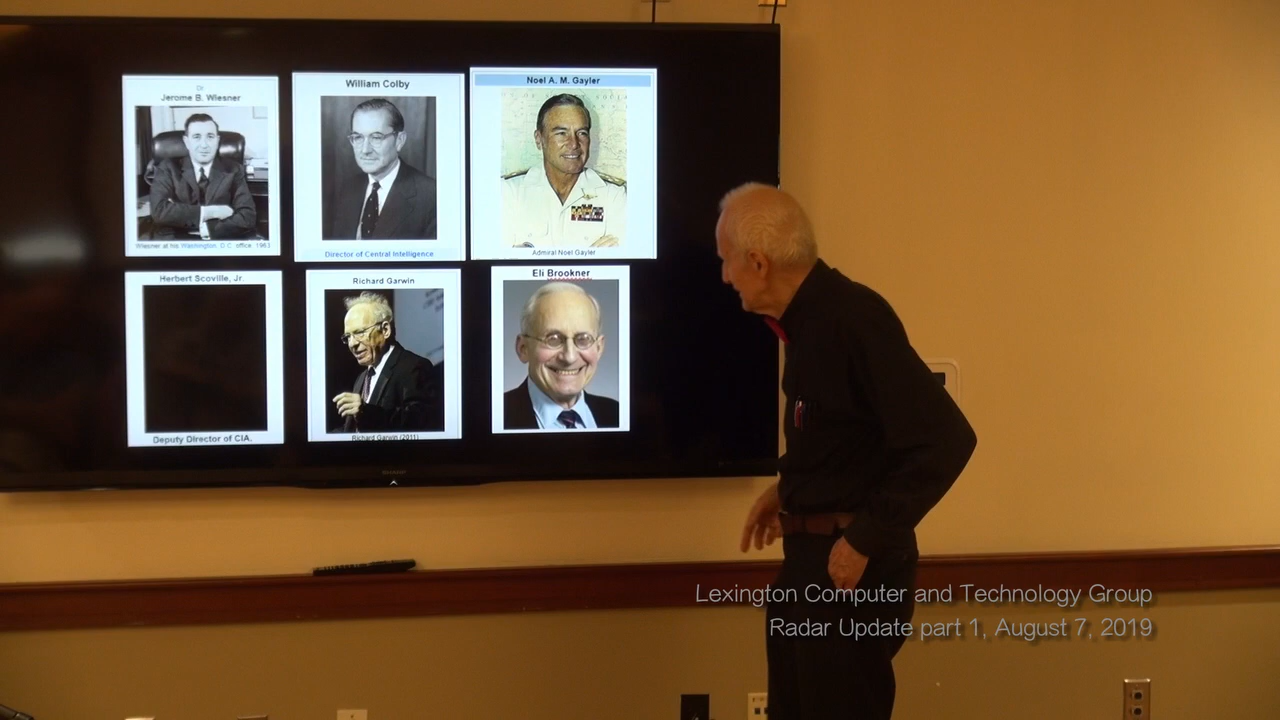 Dr.
Jerome B. Wiesner
Wiesner at his Washington, D.C. office 1963
William Colby
Director of Central Intelligence
Noel A. M. Gayler
Admiral Noel Gayler
Herbert Scoville, Jr.
Deputy Director of CIA.
Richard Garwin
Richard Garwin (2011)
Eli Brookner
SHARP
Lexington Computer and Technology Group
Radar Update part 1, August 7, 2019